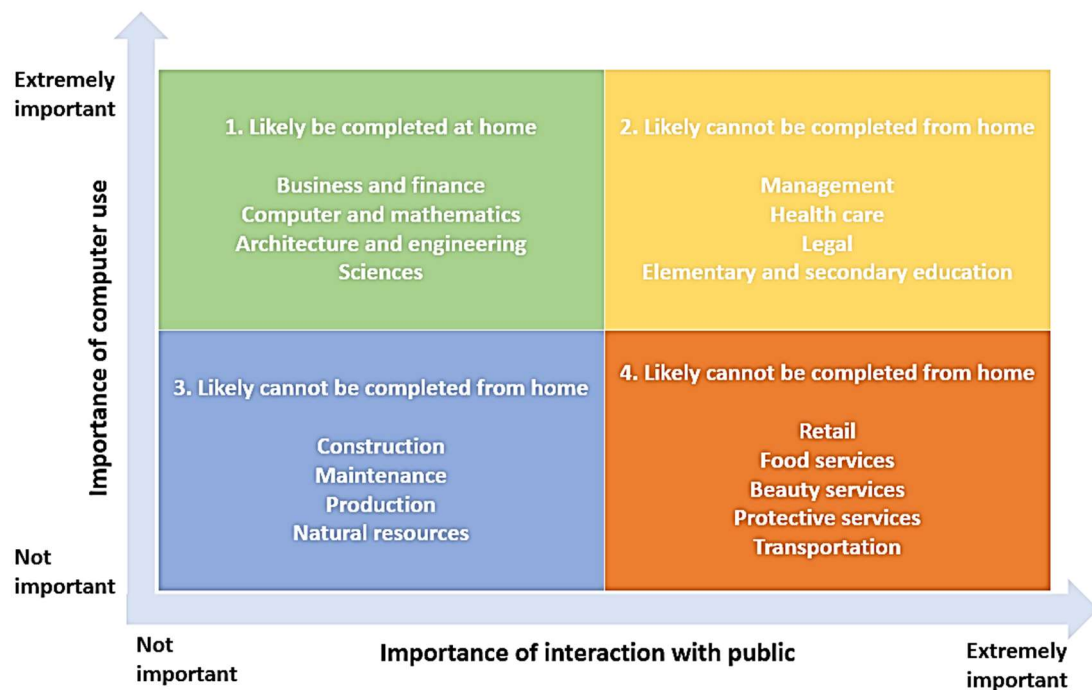 Extremely
important
Importance of computer use
Not
important
1. Likely be completed at home
Business and finance
Computer and mathematics
Architecture and engineering
Sciences
2. Likely cannot be completed from home
Management
Health care
Legal
Elementary and secondary education
3. Likely cannot be completed from home
Construction
Maintenance
Production
Natural resources
4. Likely cannot be completed from home
Retail
Food services
Beauty services
Protective services
Transportation
Not
important
Importance of interaction with public
Extremely
important